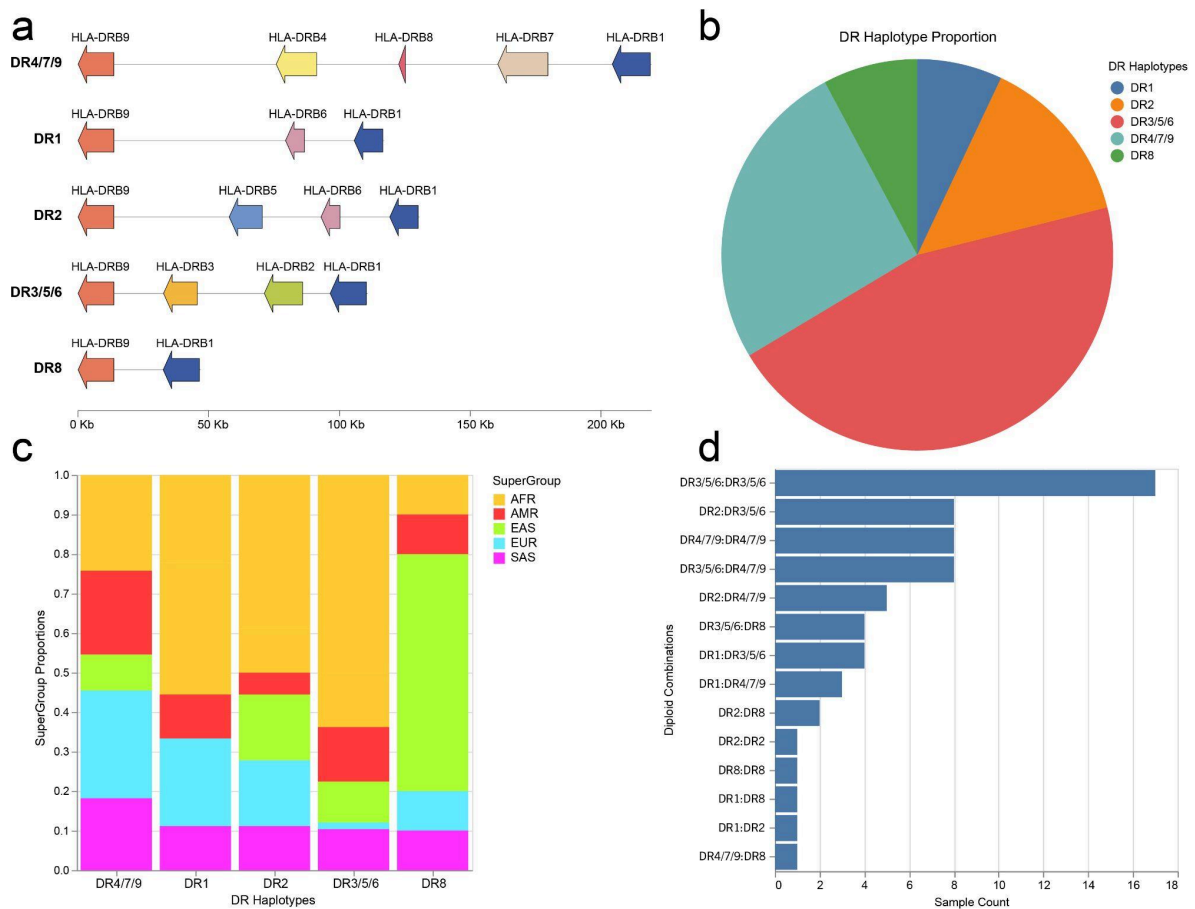 a
HLA-DRB9 HLA-DRB4 HLA-DRB8 HLA-DRB7 HLA-DRB1
DR4/7/9
HLA-DRB9 HLA-DRB6 HLA-DRB1
DR1
HLA-DRB9 HLA-DRB5 HLA-DRB6 HLA-DRB1
DR2
HLA-DRB9 HLA-DRB3 HLA-DRB2 HLA-DRB1
DR3/5/6
HLA-DRB9 HLA-DRB1
DR8
0 Kb 50 Kb 100 Kb 150 Kb 200 Kb
b
DR Haplotype Proportion
DR Haplotypes
DR1
DR2
DR3/5/6
DR4/7/9
DR8
c
SuperGroup Proportions
1.0
0.9
0.8
0.7
0.6
0.5
0.4
0.3
0.2
0.1
0.0
DR4/7/9 DR1 DR2 DR3/5/6 DR8
DR Haplotypes
SuperGroup
AFR
AMR
EAS
EUR
SAS
d
Diploid Combinations
DR3/5/6:DR3/5/6
DR2:DR3/5/6
DR4/7/9:DR4/7/9
DR3/5/6:DR4/7/9
DR2:DR4/7/9
DR3/5/6:DR8
DR1:DR3/5/6
DR1:DR4/7/9
DR2:DR8
DR2:DR2
DR8:DR8
DR1:DR8
DR1:DR2
DR4/7/9:DR8
0 2 4 6 8 10 12 14 16 18
Sample Count